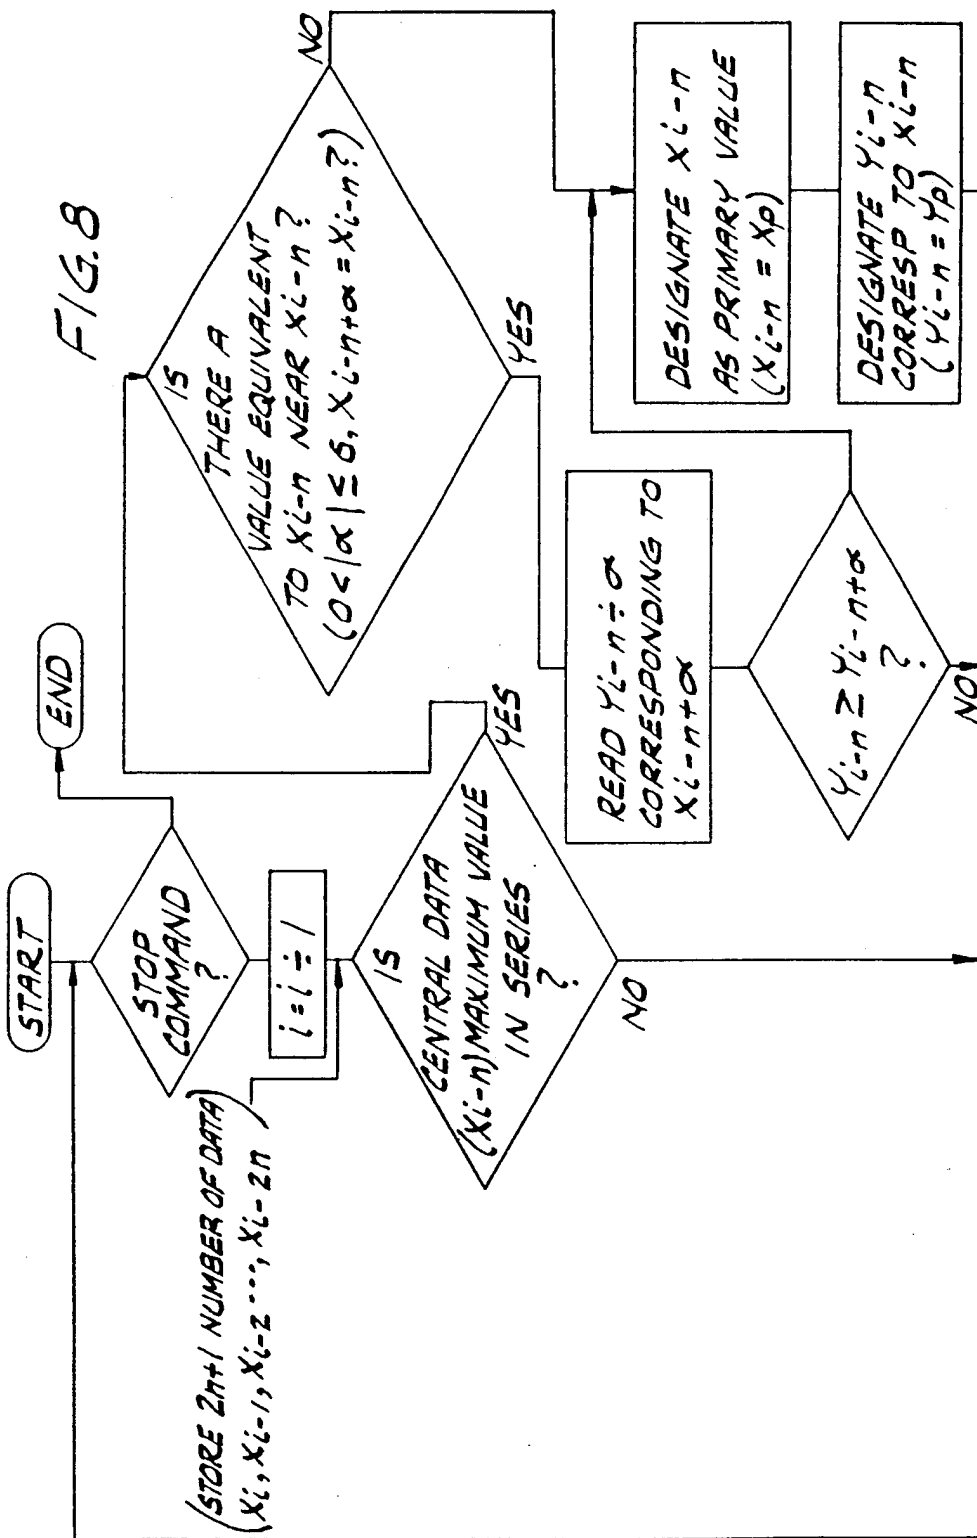 FIG. 8
START
STOP
COMMAND
?
END
i = i ÷ 1
(STORE 2n+1 NUMBER OF DATA)
(Xi, Xi-1, Xi-2 ···, Xi-2n)
IS
CENTRAL DATA
(Xi-n) MAXIMUM VALUE
IN SERIES
?
YES
NO
IS
THERE A
VALUE EQUIVALENT
TO Xi-n NEAR Xi-n?
(0<|α| ≤ 6, Xi-n+α = Xi-n?)
NO
YES
READ Yi-n ÷ α
CORRESPONDING TO
Xi-n+α
Yi-n ≥ Yi-n+α
?
NO
DESIGNATE Xi-n
AS PRIMARY VALUE
(Xi-n = Xp)
DESIGNATE Yi-n
CORRESP TO Xi-n
(Yi-n = Yp)